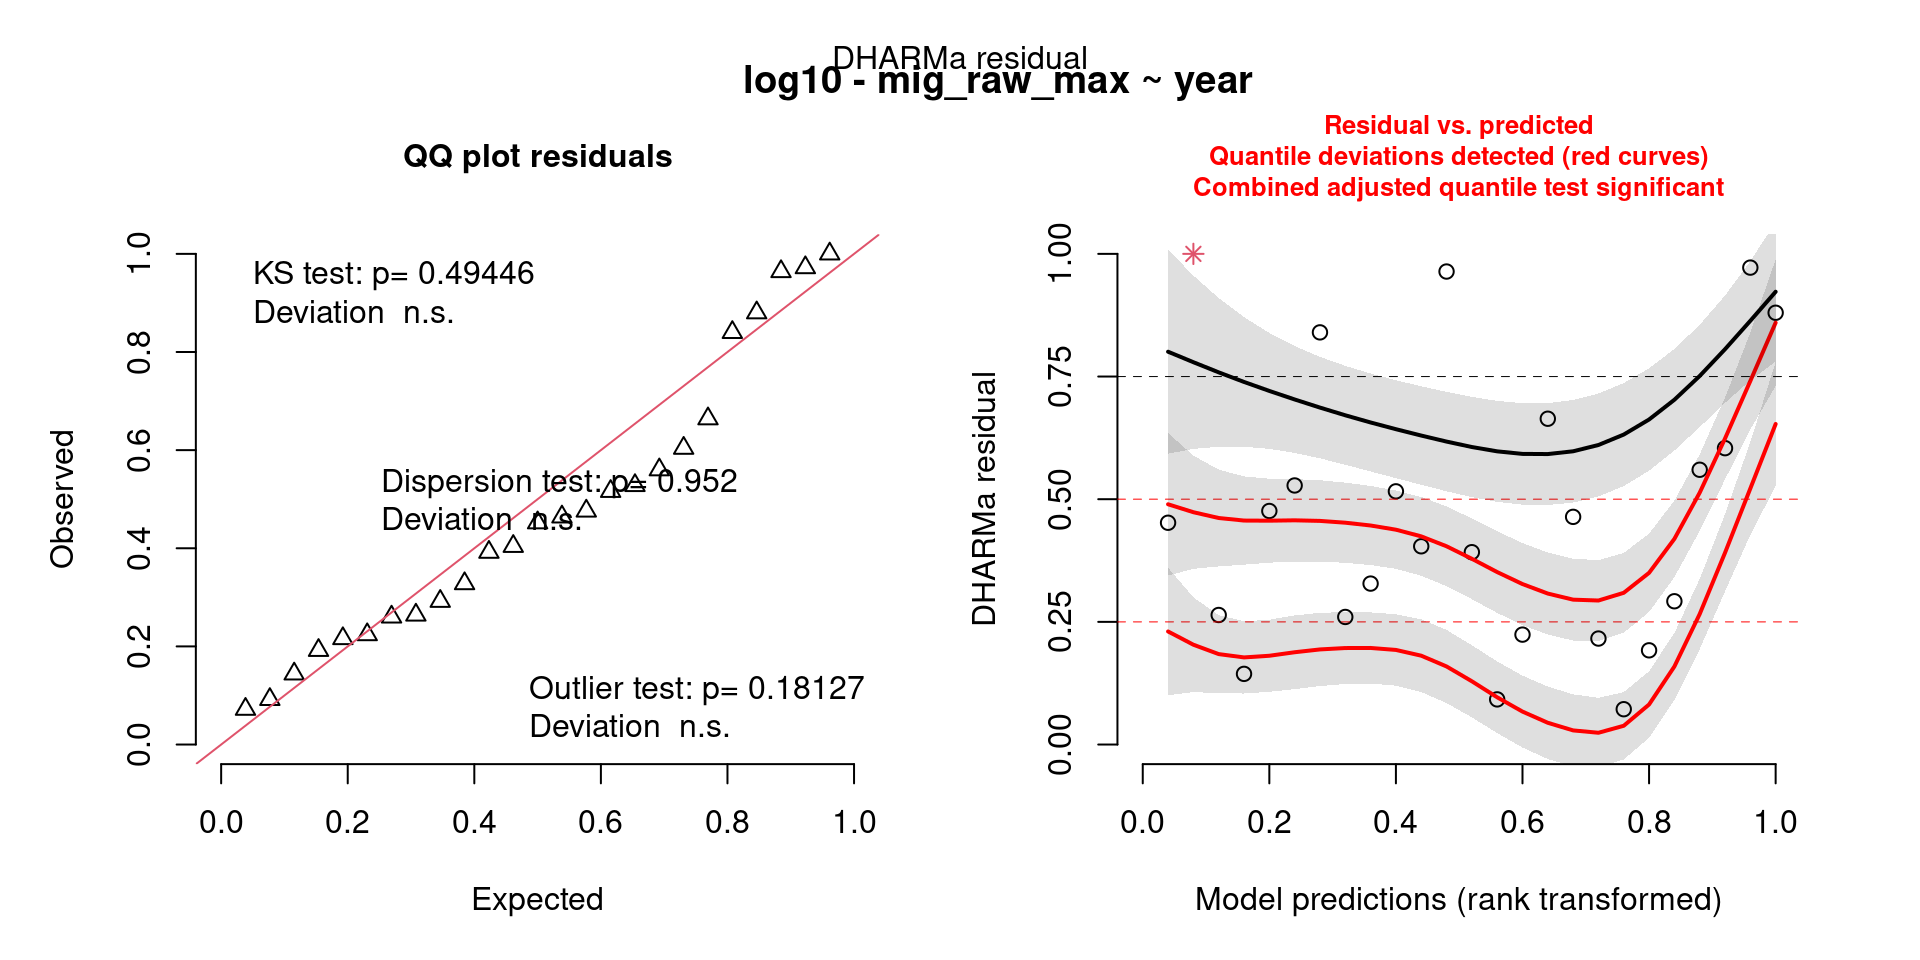 DHARMa residual
log10 - mig_raw_max ~ year
QQ plot residuals
KS test: p= 0.49446
Deviation  n.s.
Dispersion test: p= 0.952
Deviation  n.s.
Outlier test: p= 0.18127
Deviation  n.s.
Observed
0.0 0.2 0.4 0.6 0.8 1.0
0.0 0.2 0.4 0.6 0.8 1.0
Expected
Residual vs. predicted
Quantile deviations detected (red curves)
Combined adjusted quantile test significant
DHARMa residual
0.00 0.25 0.50 0.75 1.00
0.0 0.2 0.4 0.6 0.8 1.0
Model predictions (rank transformed)